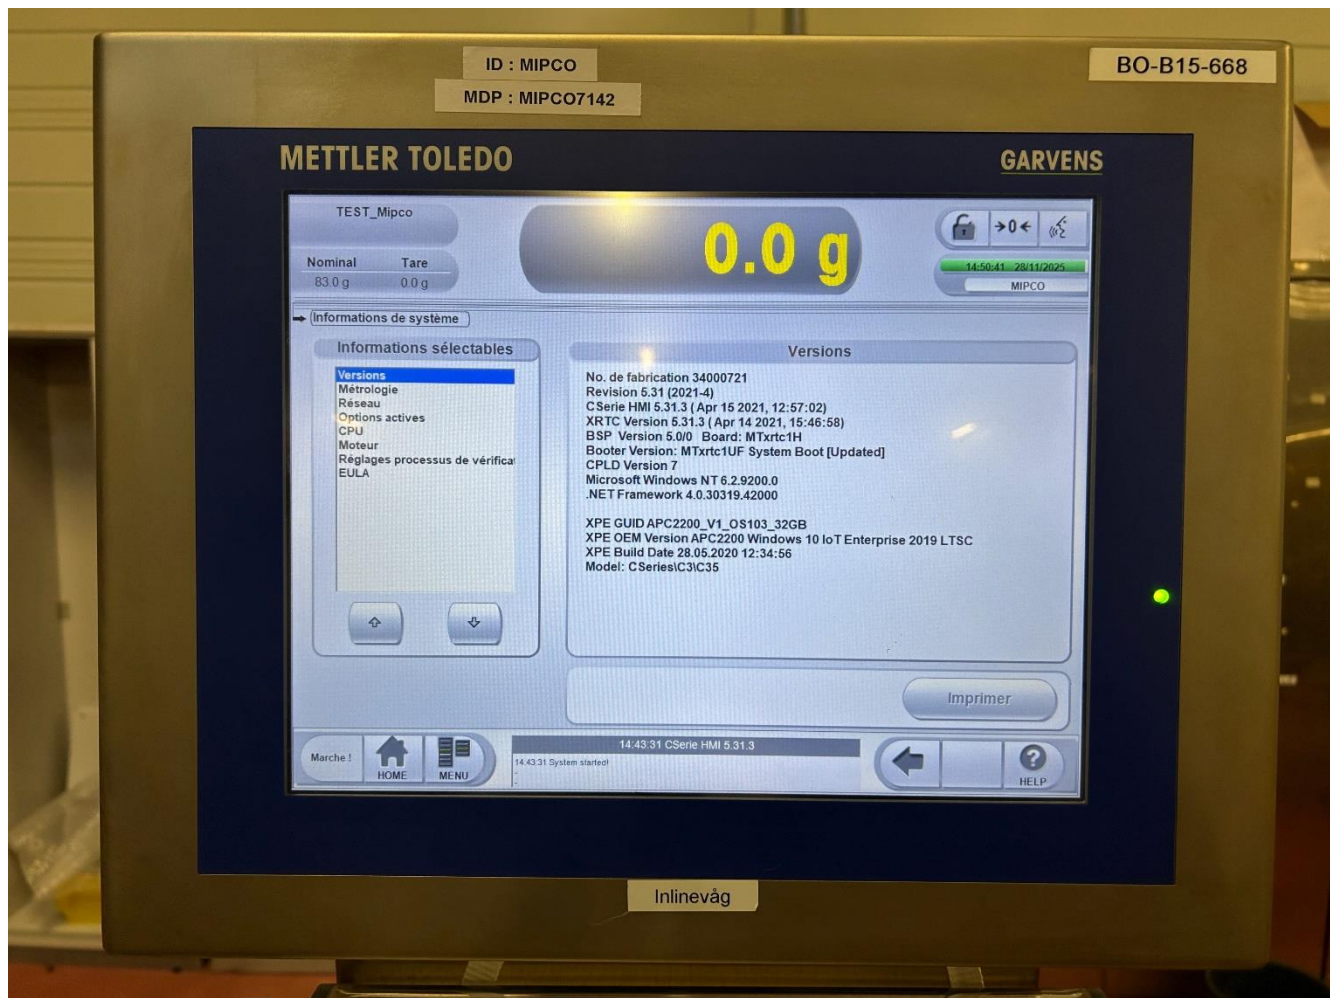 ID : MIPCO
MDP : MIPCO7142
BO-B15-668
METTLER TOLEDO
GARVENS
TEST_Mipco
Nominal Tare
83.0 g 0.0 g
0.0 g
→0←
14:50:41 28/11/2025
MIPCO
Informations de système
Informations sélectables
Versions
Métrologie
Réseau
Options actives
CPU
Moteur
Réglages processus de vérifica
EULA
Versions
No. de fabrication 34000721
Revision 5.31 (2021-4)
CSerie HMI 5.31.3 ( Apr 15 2021, 12:57:02)
XRTC Version 5.31.3 ( Apr 14 2021, 15:46:58)
BSP Version 5.0/0 Board: MTxrtc1H
Booter Version: MTxrtc1UF System Boot [Updated]
CPLD Version 7
Microsoft Windows NT 6.2.9200.0
.NET Framework 4.0.30319.42000
XPE GUID APC2200_V1_OS103_32GB
XPE OEM Version APC2200 Windows 10 IoT Enterprise 2019 LTSC
XPE Build Date 28.05.2020 12:34:56
Model: CSeries\C3\C35
Imprimer
Marche !
HOME
MENU
14:43:31 CSerie HMI 5.31.3
14:43:31 System started!
HELP
Inlinevåg